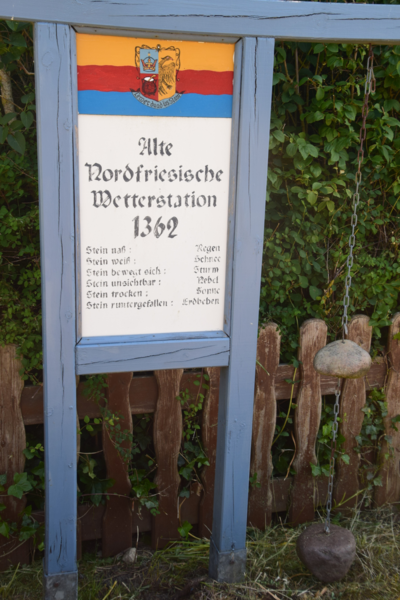 Alte
Nordfriesische
Wetterstation
1362
Stein naß: Regen
Stein weiß: Schnee
Stein bewegt sich: Sturm
Stein unsichtbar: Nebel
Stein trocken: Sonne
Stein runtergefallen: Erdbeben